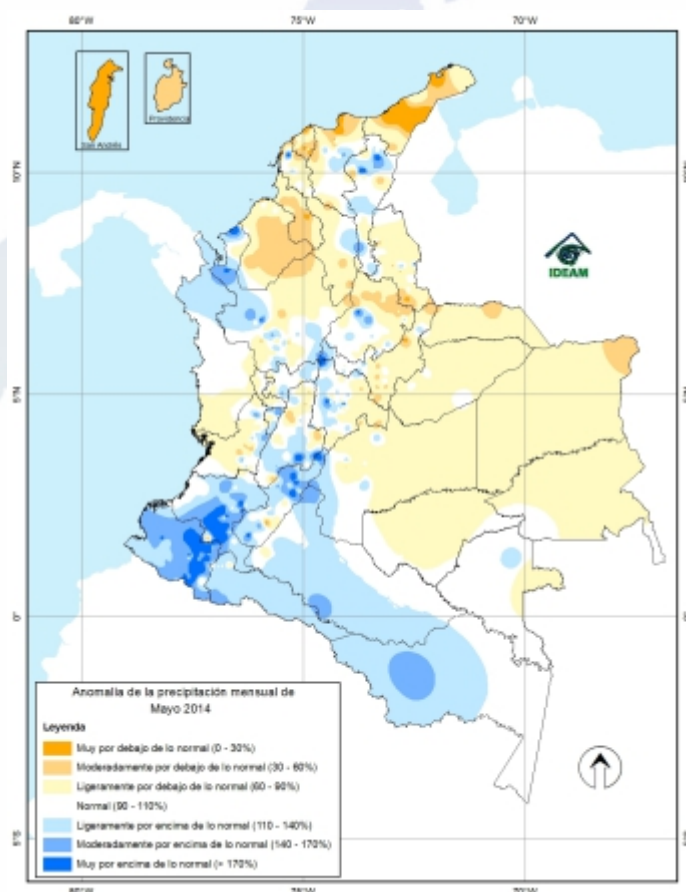 80°W 75°W 70°W
San Andrés
Providencia
10°N
IDEAM
5°N
0°
Anomalía de la precipitación mensual de
Mayo 2014
Leyenda
Muy por debajo de lo normal (0 - 30%)
Moderadamente por debajo de lo normal (30 - 60%)
Ligeramente por debajo de lo normal (60 - 90%)
Normal (90 - 110%)
Ligeramente por encima de lo normal (110 - 140%)
Moderadamente por encima de lo normal (140 - 170%)
Muy por encima de lo normal (> 170%)
5°S
80°W 75°W 70°W